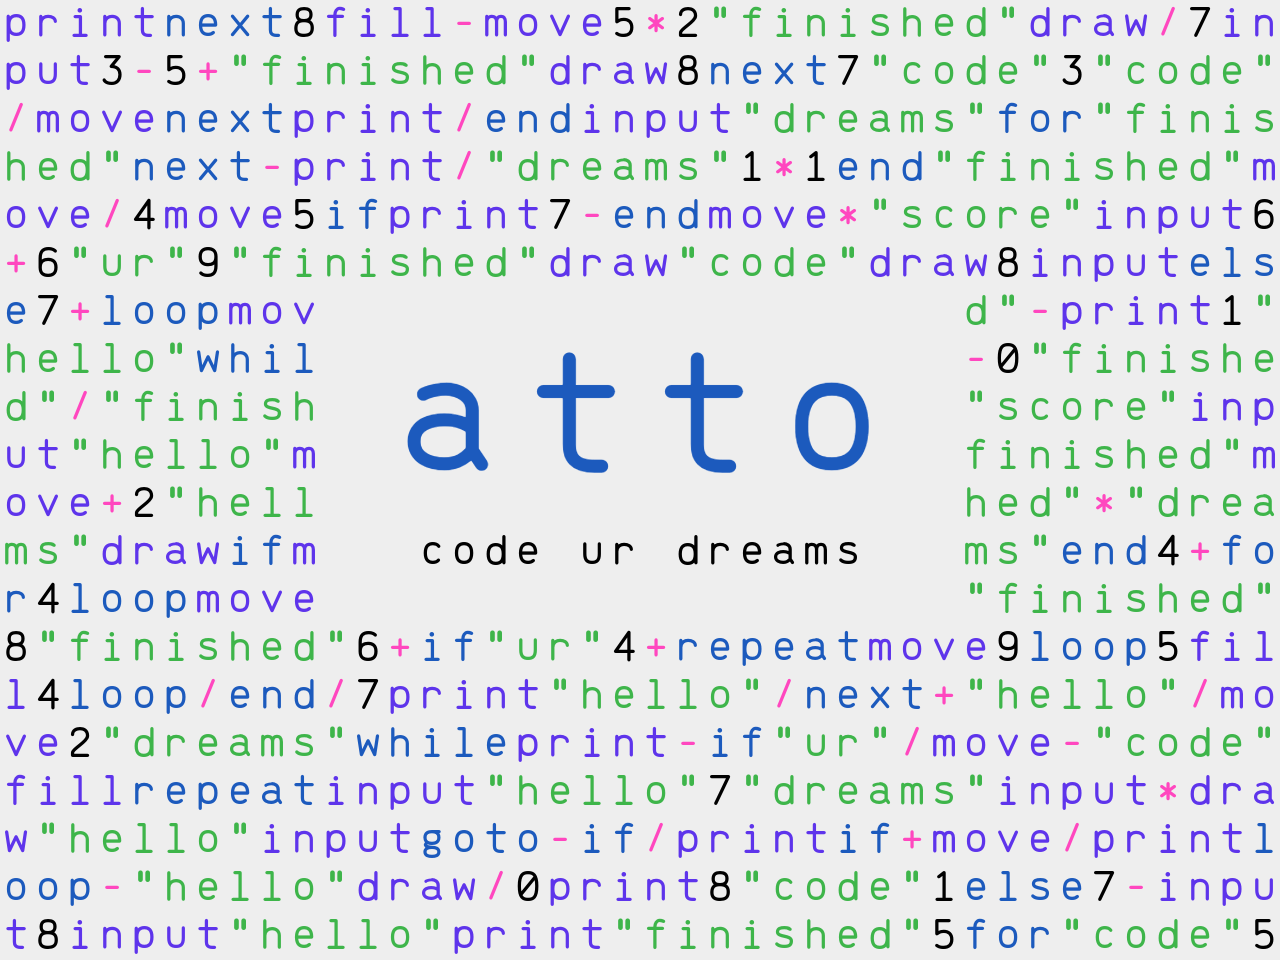 printnext8fill-move5*2"finished"draw/7in
put3-5+"finished"draw8next7"code"3"code"
/movenextprint/endinput"dreams"for"finis
hed"next-print/"dreams"1*1end"finished"m
ove/4move5ifprint7-endmove*"score"input6
+6"ur"9"finished"draw"code"draw8inputels
e7+loopmov d"-print1"
hello"whil -0"finishe
d"/"finish "score"inp
ut"hello"m finished"m
ove+2"hell hed"*"drea
ms"drawifm ms"end4+fo
r4loopmove "finished"
atto
code ur dreams
8"finished"6+if"ur"4+repeatmove9loop5fil
l4loop/end/7print"hello"/next+"hello"/mo
ve2"dreams"whileprint-if"ur"/move-"code"
fillrepeatinput"hello"7"dreams"input*dra
w"hello"inputgoto-if/printif+move/printl
oop-"hello"draw/0print8"code"1else7-inpu
t8input"hello"print"finished"5for"code"5